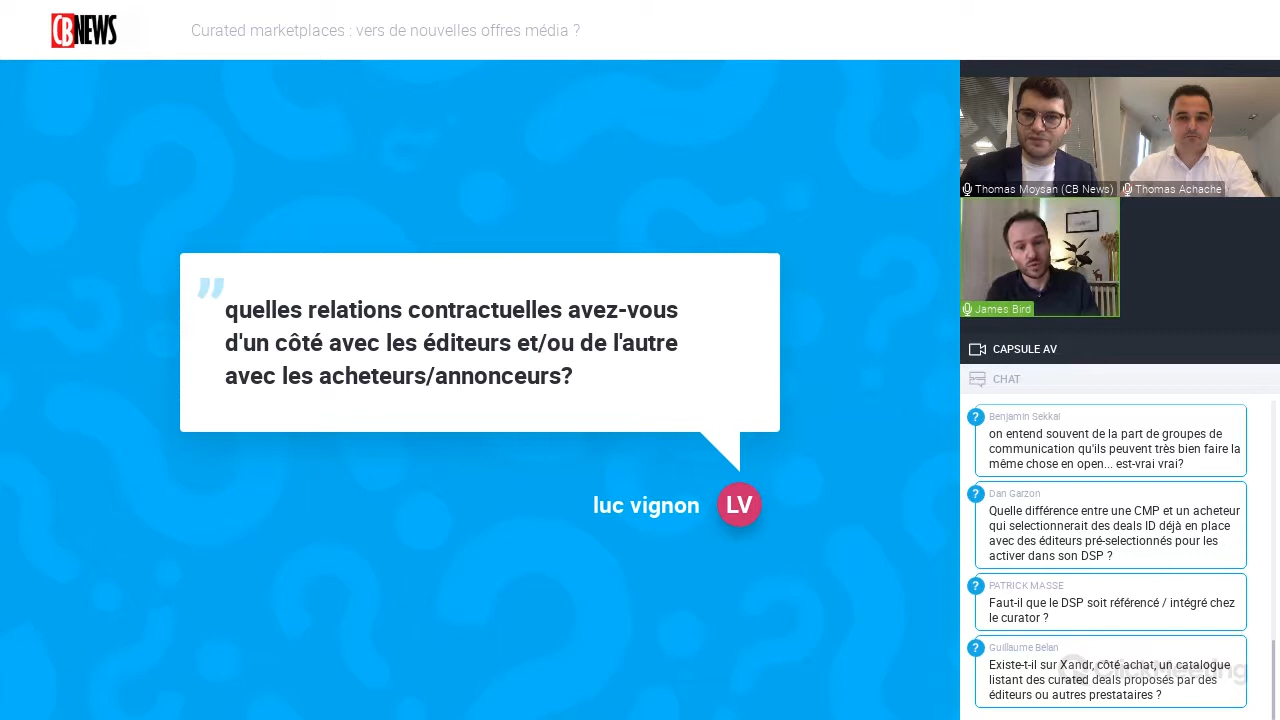 CB NEWS
Curated marketplaces : vers de nouvelles offres média ?
"
quelles relations contractuelles avez-vous
d'un côté avec les éditeurs et/ou de l'autre
avec les acheteurs/annonceurs?
luc vignon
LV
Thomas Moysan (CB News)
Thomas Achache
James Bird
CAPSULE AV
CHAT
?
Benjamin Sekkai
on entend souvent de la part de groupes de
communication qu'ils peuvent très bien faire la
même chose en open... est-vrai vrai?
?
Dan Garzon
Quelle différence entre une CMP et un acheteur
qui selectionnerait des deals ID déjà en place
avec des éditeurs pré-selectionnés pour les
activer dans son DSP ?
?
PATRICK MASSE
Faut-il que le DSP soit référencé / intégré chez
le curator ?
?
Guillaume Belan
Existe-t-il sur Xandr, côté achat, un catalogue
listant des curated deals proposés par des
éditeurs ou autres prestataires ?
ClickMeeting